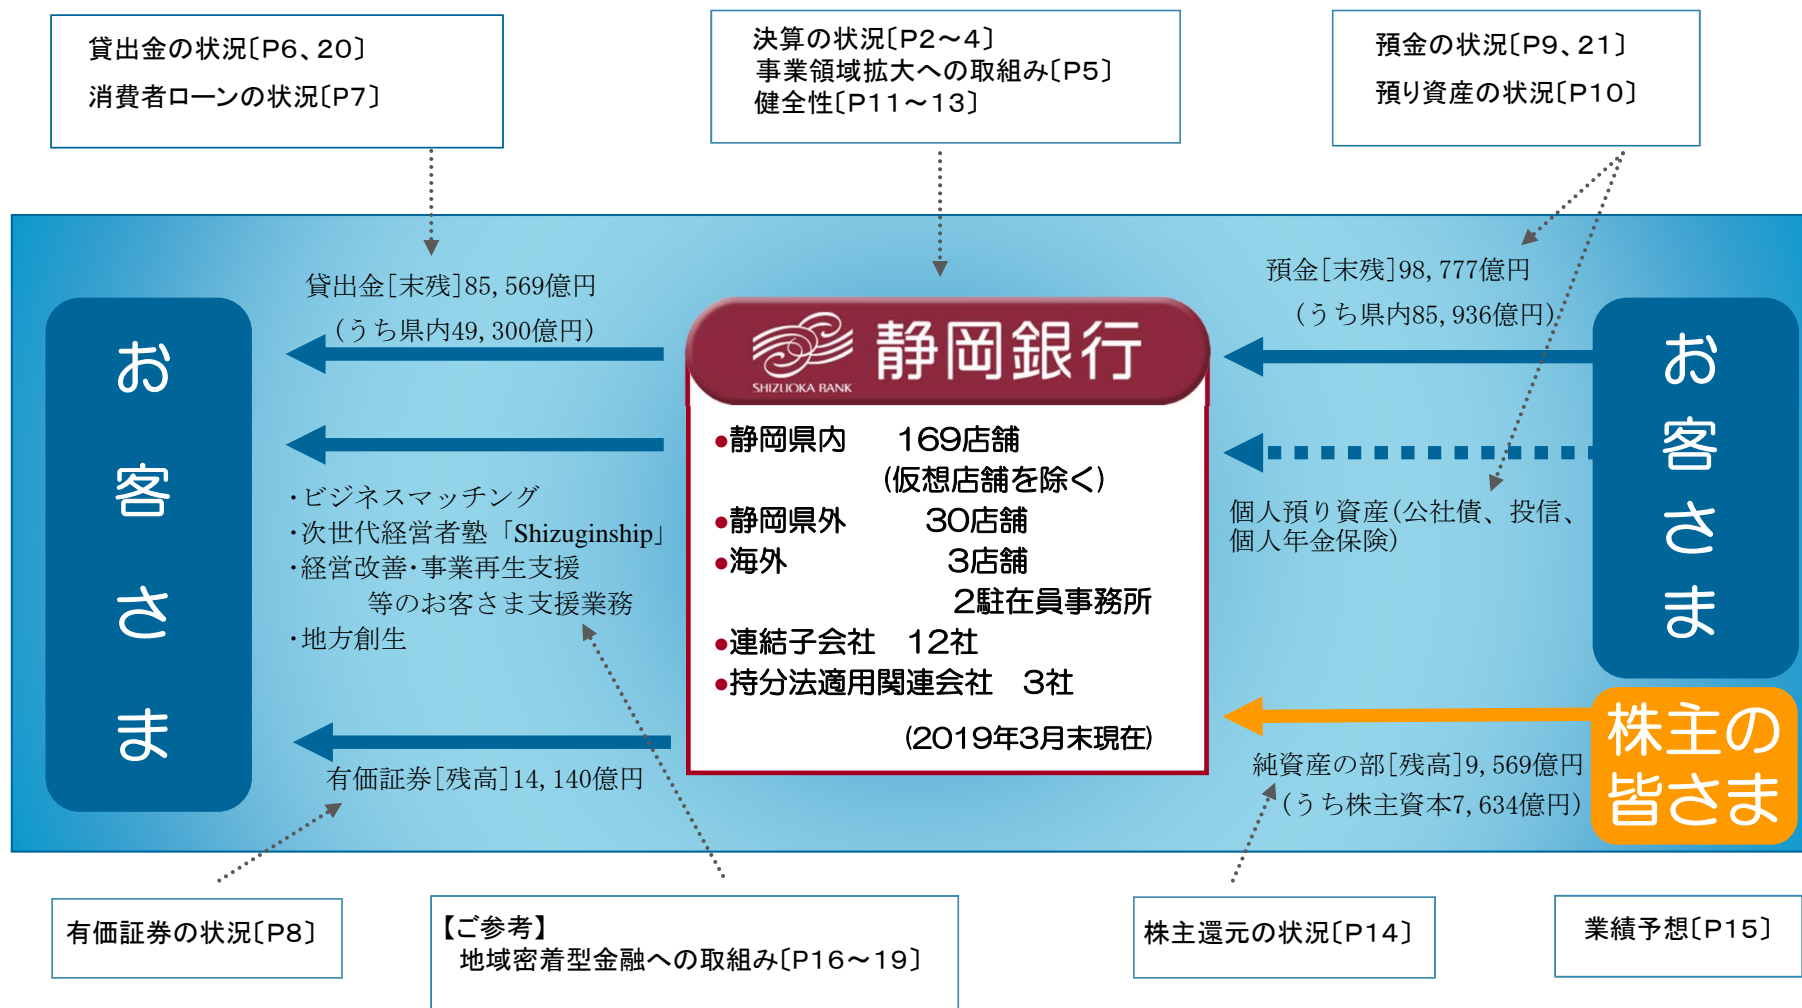 貸出金の状況〔P6、20〕
消費者ローンの状況〔P7〕
決算の状況〔P2～4〕
事業領域拡大への取組み〔P5〕
健全性〔P11～13〕
預金の状況〔P9、21〕
預り資産の状況〔P10〕
お客さま
貸出金[末残]85,569億円
(うち県内49,300億円)
・ビジネスマッチング
・次世代経営者塾「Shizuginship」
・経営改善・事業再生支援
等のお客さま支援業務
・地方創生
有価証券[残高]14,140億円
SHIZUOKA BANK
静岡銀行
●静岡県内 169店舗
(仮想店舗を除く)
●静岡県外 30店舗
●海外 3店舗
2駐在員事務所
●連結子会社 12社
●持分法適用関連会社 3社
(2019年3月末現在)
預金[末残]98,777億円
(うち県内85,936億円)
個人預り資産(公社債、投信、
個人年金保険)
純資産の部[残高]9,569億円
(うち株主資本7,634億円)
お客さま
株主の
皆さま
有価証券の状況〔P8〕
【ご参考】
地域密着型金融への取組み〔P16～19〕
株主還元の状況〔P14〕
業績予想〔P15〕